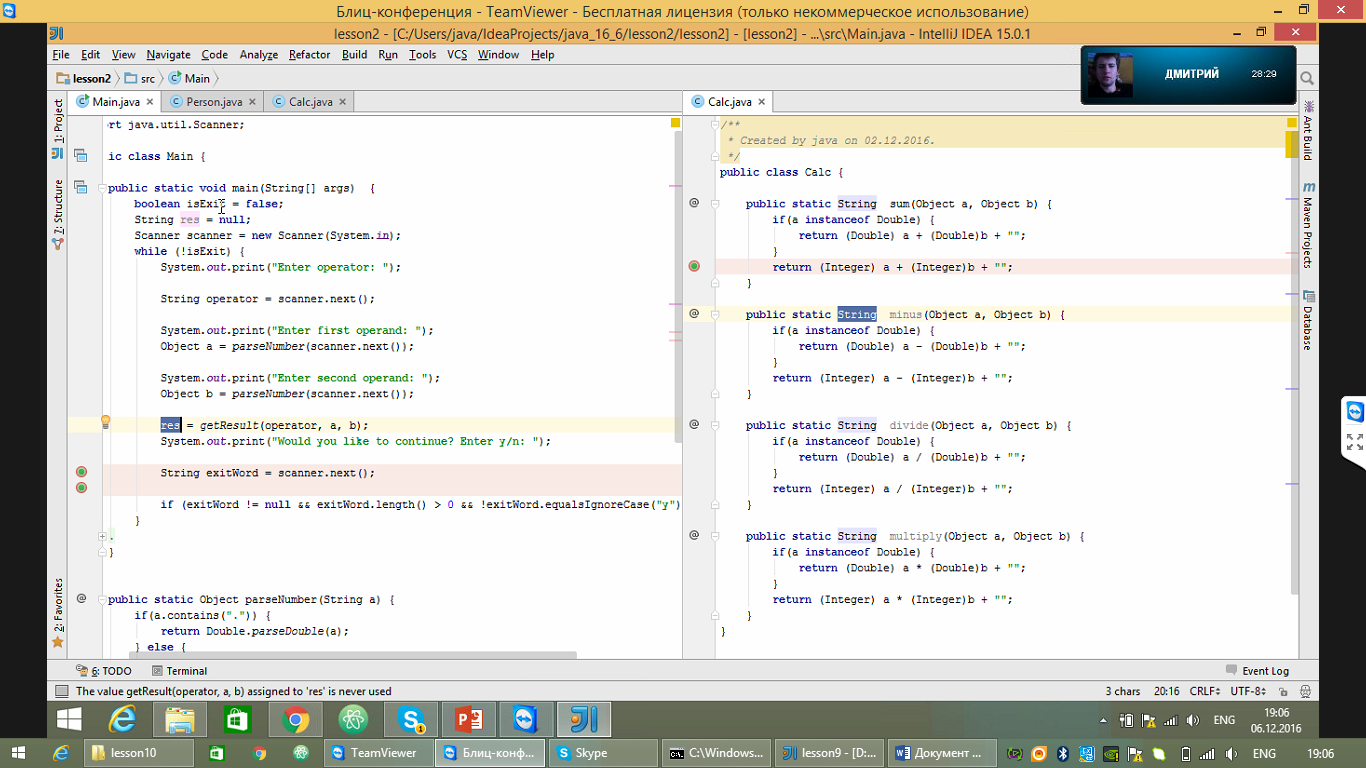 Блиц-конференция - TeamViewer - Бесплатная лицензия (только некоммерческое использование)
lesson2 - [C:/Users/java/IdeaProjects/java_16_6/lesson2/lesson2] - [lesson2] - ...\src\Main.java - IntelliJ IDEA 15.0.1
File Edit View Navigate Code Analyze Refactor Build Run Tools VCS Window Help
ДМИТРИЙ 28:29
lesson2 src Main
Main.java Person.java Calc.java
1: Project
7: Structure
2: Favorites
rt java.util.Scanner;
ic class Main {
public static void main(String[] args) {
boolean isExit = false;
String res = null;
Scanner scanner = new Scanner(System.in);
while (!isExit) {
System.out.print("Enter operator: ");
String operator = scanner.next();
System.out.print("Enter first operand: ");
Object a = parseNumber(scanner.next());
System.out.print("Enter second operand: ");
Object b = parseNumber(scanner.next());
res = getResult(operator, a, b);
System.out.print("Would you like to continue? Enter y/n: ");
String exitWord = scanner.next();
if (exitWord != null && exitWord.length() > 0 && !exitWord.equalsIgnoreCase("y")
}
.
}
@ public static Object parseNumber(String a) {
if(a.contains(".")) {
return Double.parseDouble(a);
} else {
Calc.java
/**
* Created by java on 02.12.2016.
*/
public class Calc {
@ public static String sum(Object a, Object b) {
if(a instanceof Double) {
return (Double) a + (Double)b + "";
}
return (Integer) a + (Integer)b + "";
}
@ public static String minus(Object a, Object b) {
if(a instanceof Double) {
return (Double) a - (Double)b + "";
}
return (Integer) a - (Integer)b + "";
}
@ public static String divide(Object a, Object b) {
if(a instanceof Double) {
return (Double) a / (Double)b + "";
}
return (Integer) a / (Integer)b + "";
}
@ public static String multiply(Object a, Object b) {
if(a instanceof Double) {
return (Double) a * (Double)b + "";
}
return (Integer) a * (Integer)b + "";
}
}
Ant Build
m Maven Projects
Database
6: TODO Terminal Event Log
The value getResult(operator, a, b) assigned to 'res' is never used 3 chars 20:16 CRLF UTF-8
ENG 19:06
06.12.2016
lesson10 TeamViewer Блиц-конф... Skype C:\Windows... lesson9 - [D:... Документ ... ENG 19:06